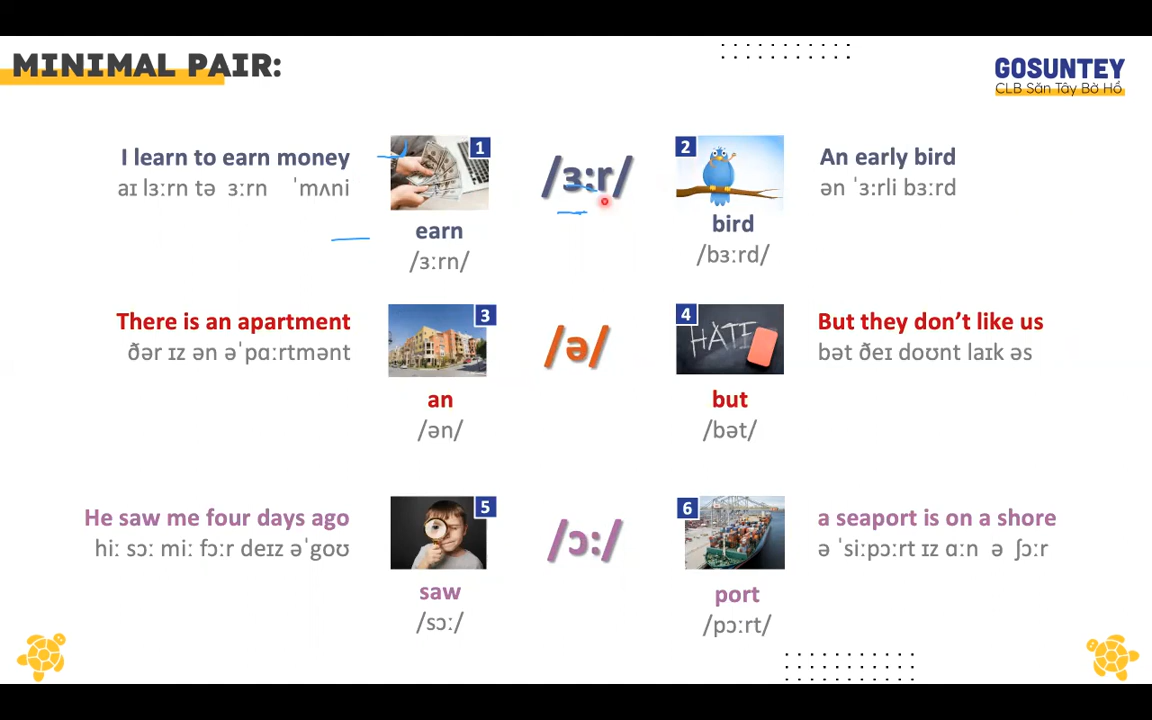 MINIMAL PAIR:
GOSUNTEY
CLB Săn Tây Bờ Hồ
I learn to earn money
aɪ lɜːrn tə ɜːrn ˈmʌni
1
earn
/ɜːrn/
/ɜːr/
2
bird
/bɜːrd/
An early bird
ən ˈɜːrli bɜːrd
There is an apartment
ðər ɪz ən əˈpɑːrtmənt
3
an
/ən/
/ə/
HATE
4
but
/bət/
But they don’t like us
bət ðeɪ doʊnt laɪk əs
He saw me four days ago
hiː sɔː miː fɔːr deɪz əˈɡoʊ
5
saw
/sɔː/
/ɔː/
6
port
/pɔːrt/
a seaport is on a shore
ə ˈsiːpɔːrt ɪz ɑːn ə ʃɔːr